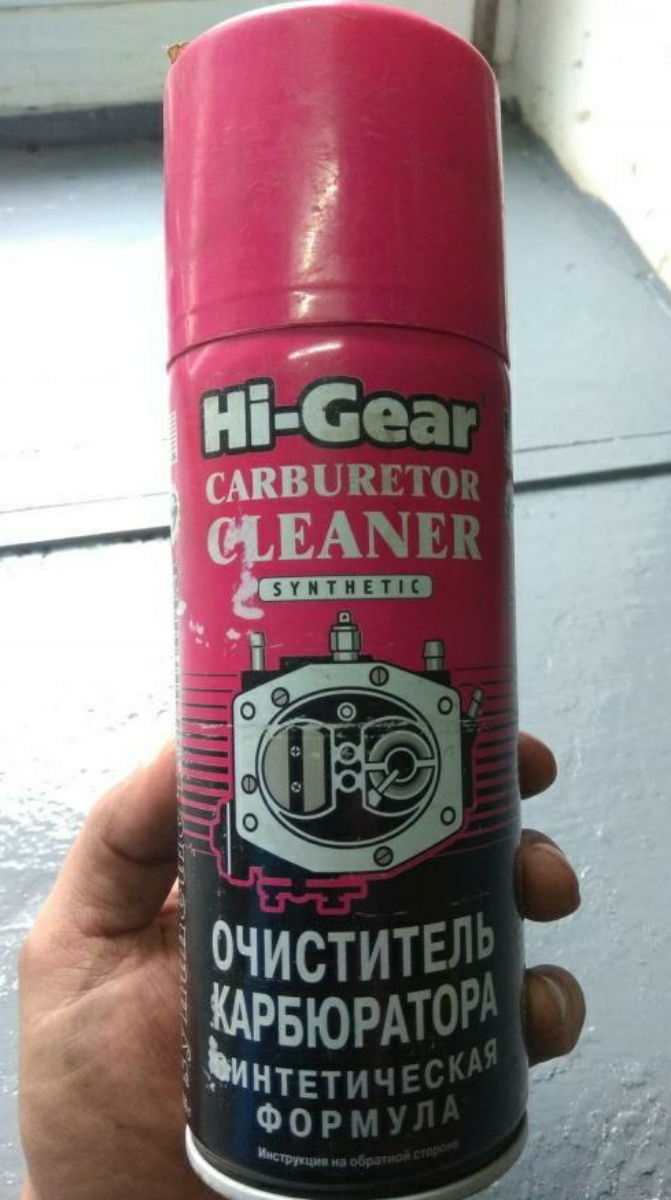 Hi-Gear
CARBURETOR
CLEANER
SYNTHETIC
ОЧИСТИТЕЛЬ
КАРБЮРАТОРА
СИНТЕТИЧЕСКАЯ
ФОРМУЛА
Инструкция на обратной стороне